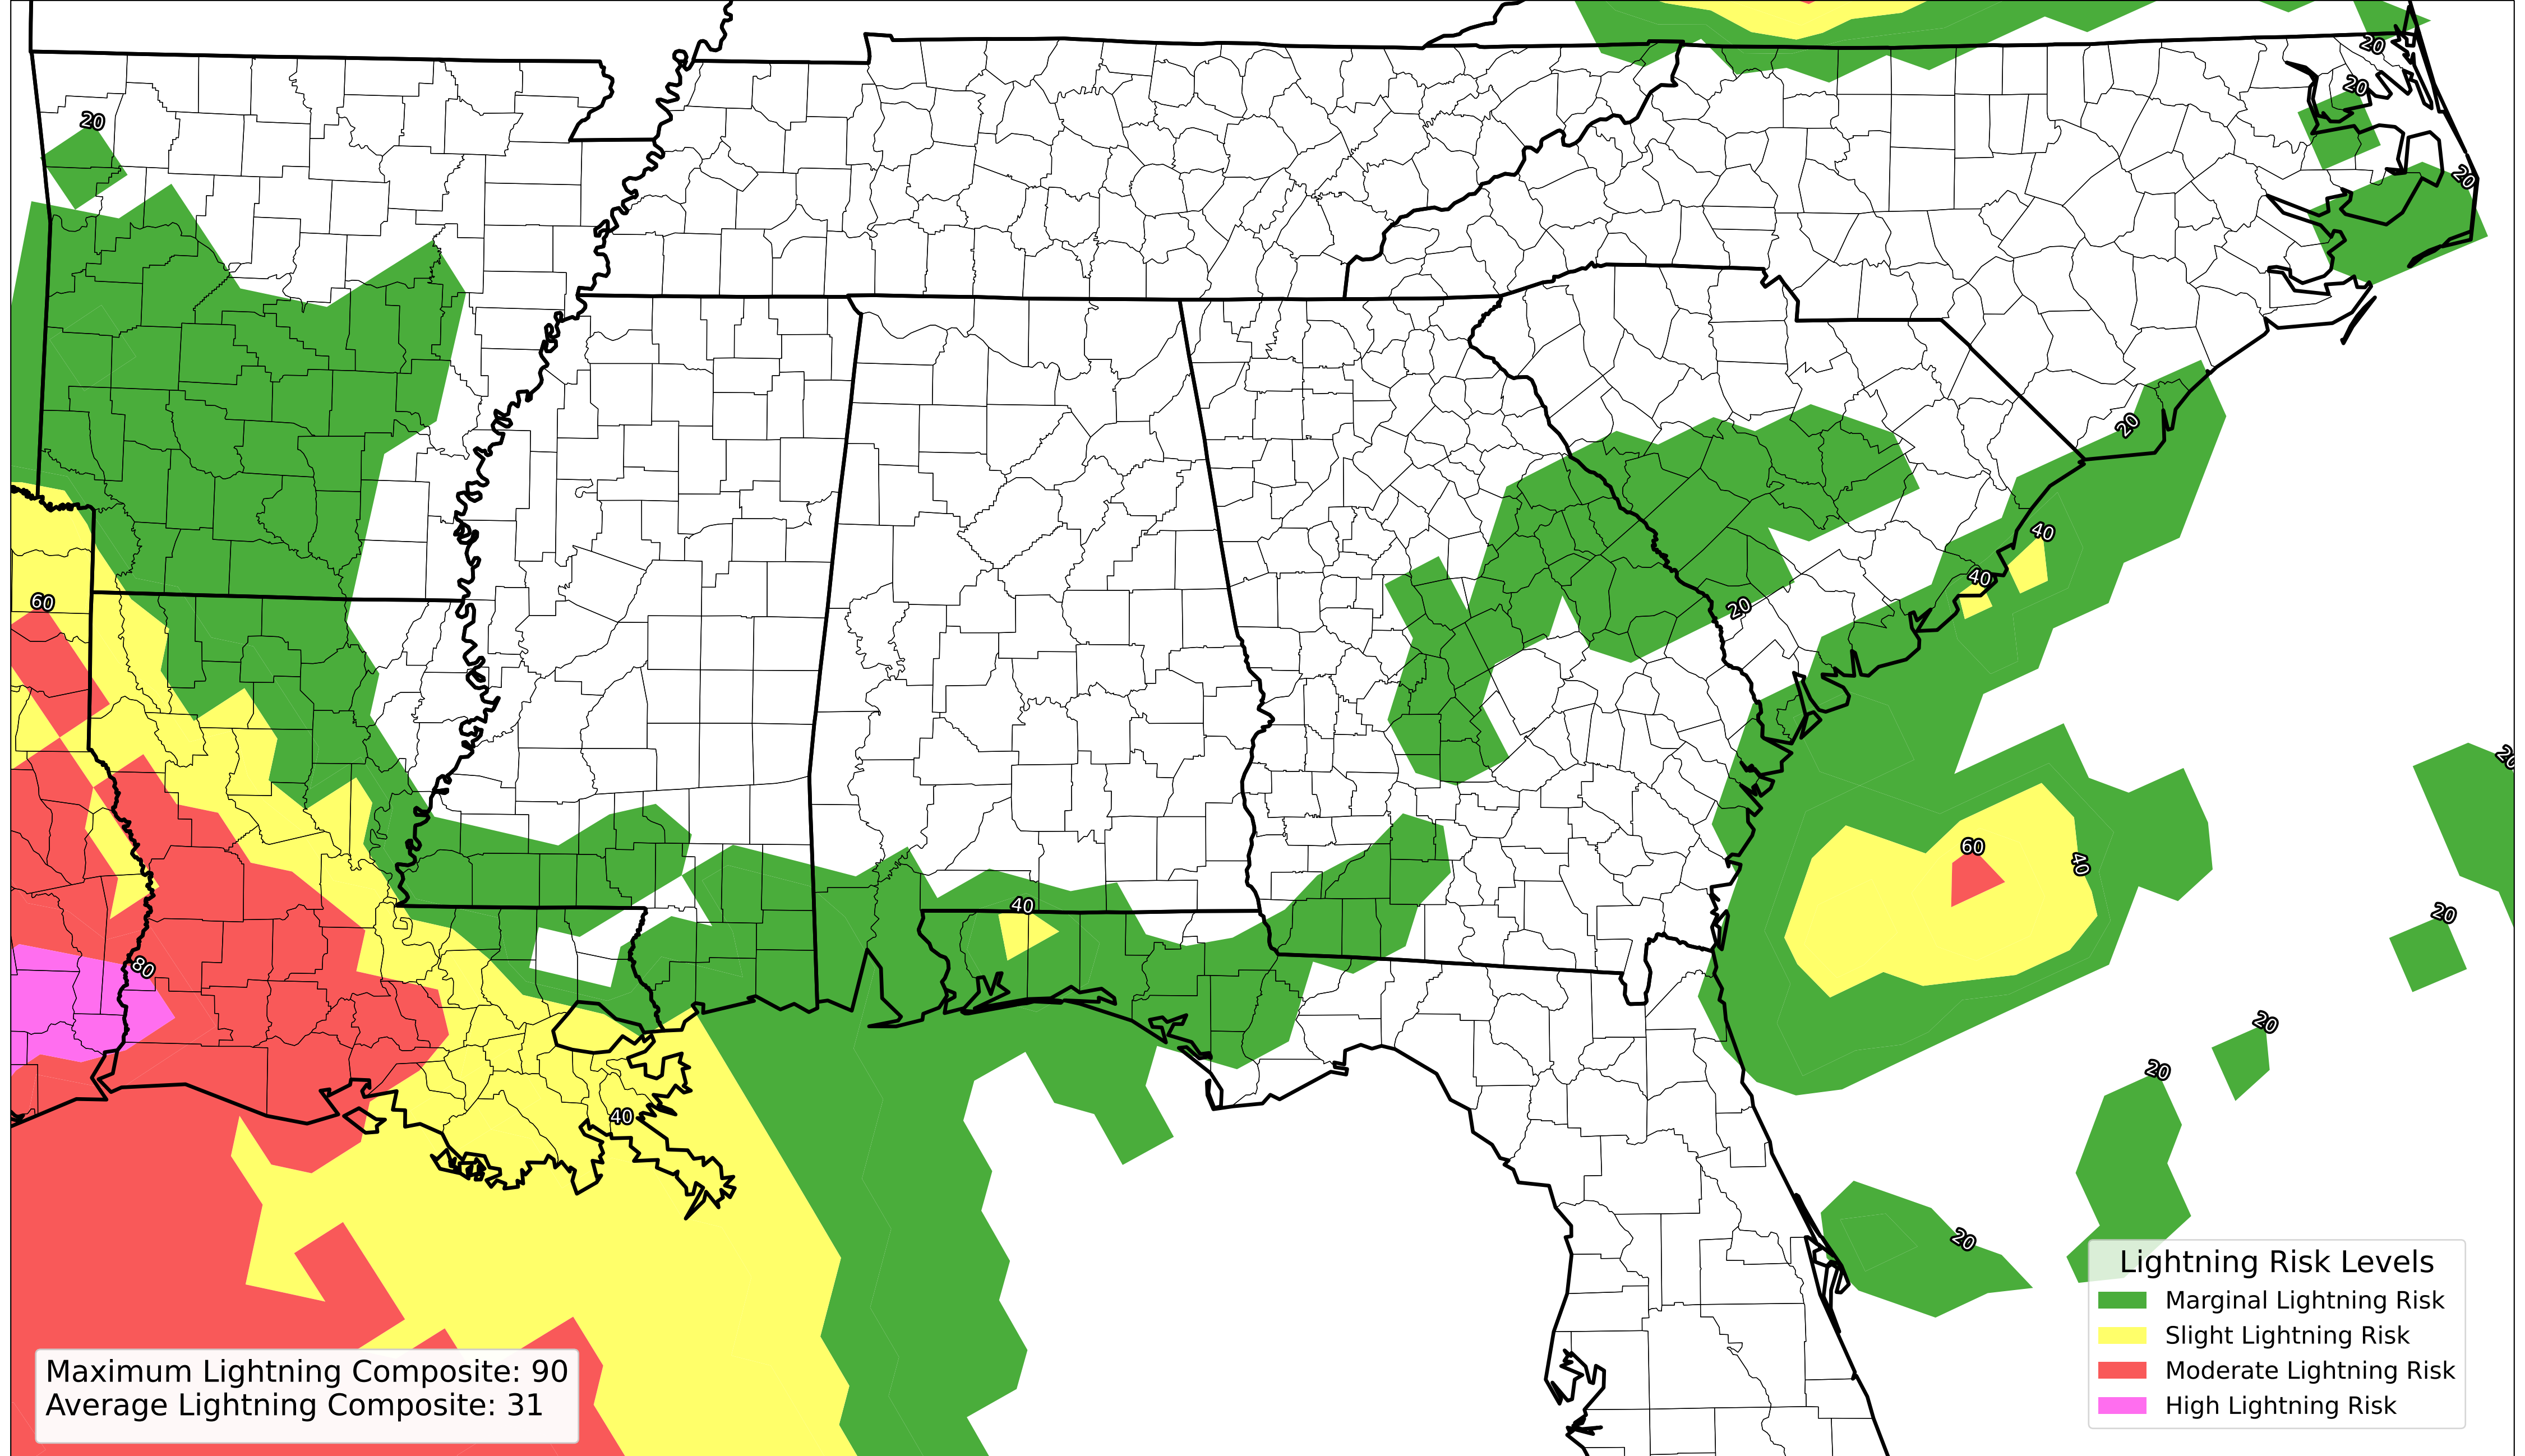 20
20
20
20
20
40
40
60
20
20
60
40
40
20
80
20
20
40
20
Lightning Risk Levels
Marginal Lightning Risk
Slight Lightning Risk
Moderate Lightning Risk
High Lightning Risk
Maximum Lightning Composite: 90
Average Lightning Composite: 31